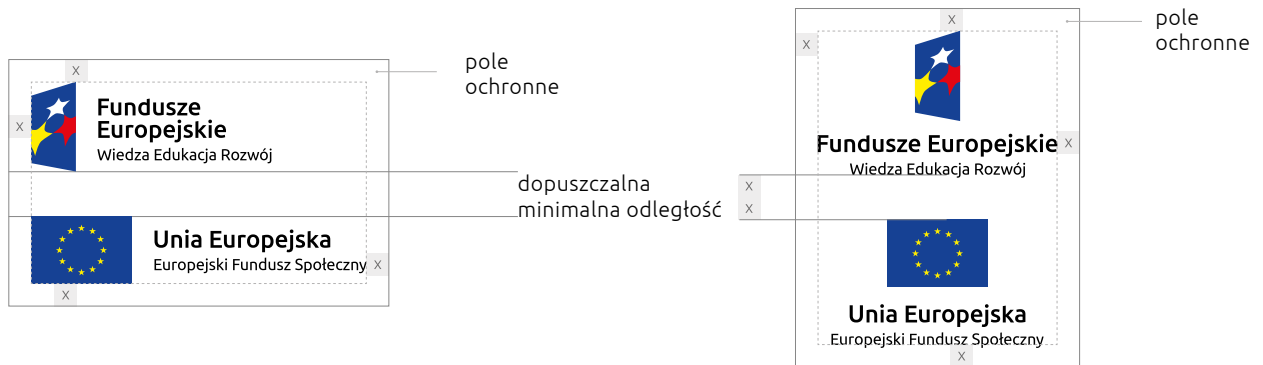 X
pole
ochronne
X
Fundusze
Europejskie
Wiedza Edukacja Rozwój
Unia Europejska
Europejski Fundusz Społeczny
X
X
dopuszczalna
minimalna odległość
X
X
X
pole
ochronne
X
Fundusze Europejskie
X
Wiedza Edukacja Rozwój
Unia Europejska
Europejski Fundusz Społeczny
X